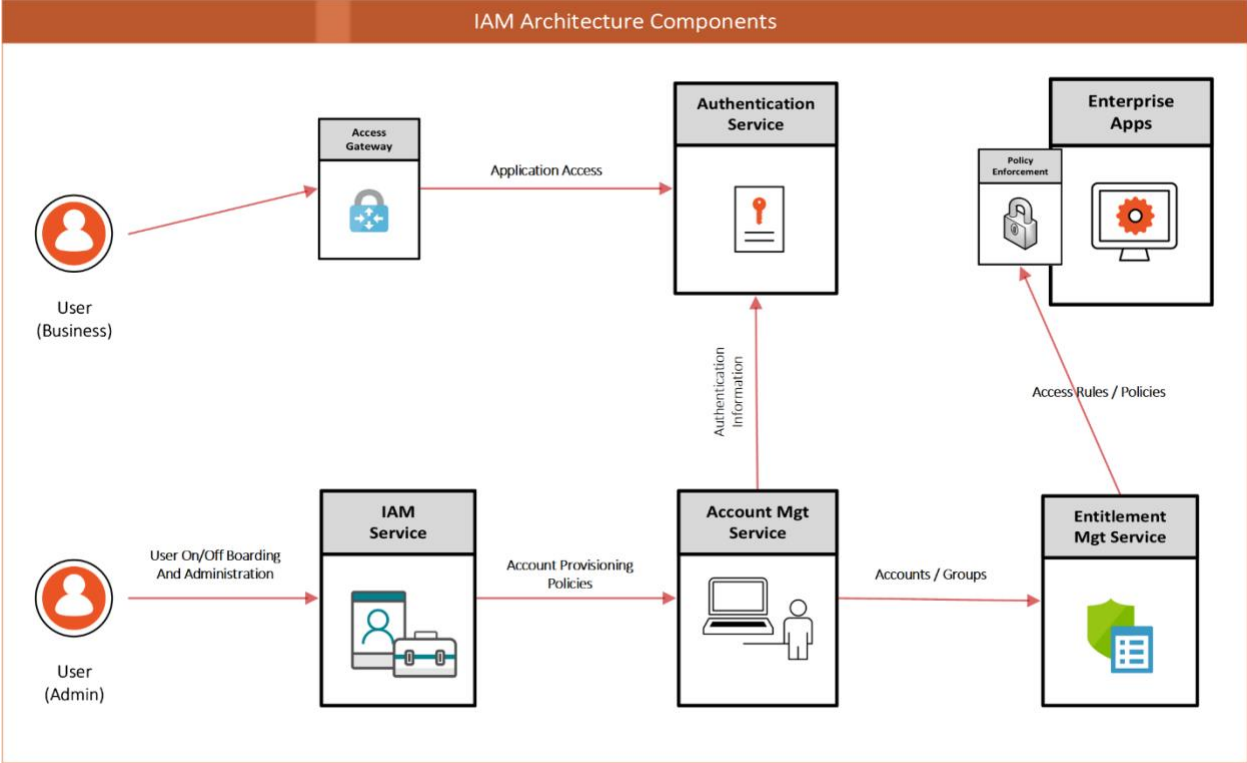 IAM Architecture Components
Access
Gateway
Application Access
Authentication
Service
Enterprise
Apps
Policy
Enforcement
User
(Business)
Authentication
Information
Access Rules / Policies
User On/Off Boarding
And Administration
IAM
Service
Account Provisioning
Policies
Account Mgt
Service
Accounts / Groups
Entitlement
Mgt Service
User
(Admin)